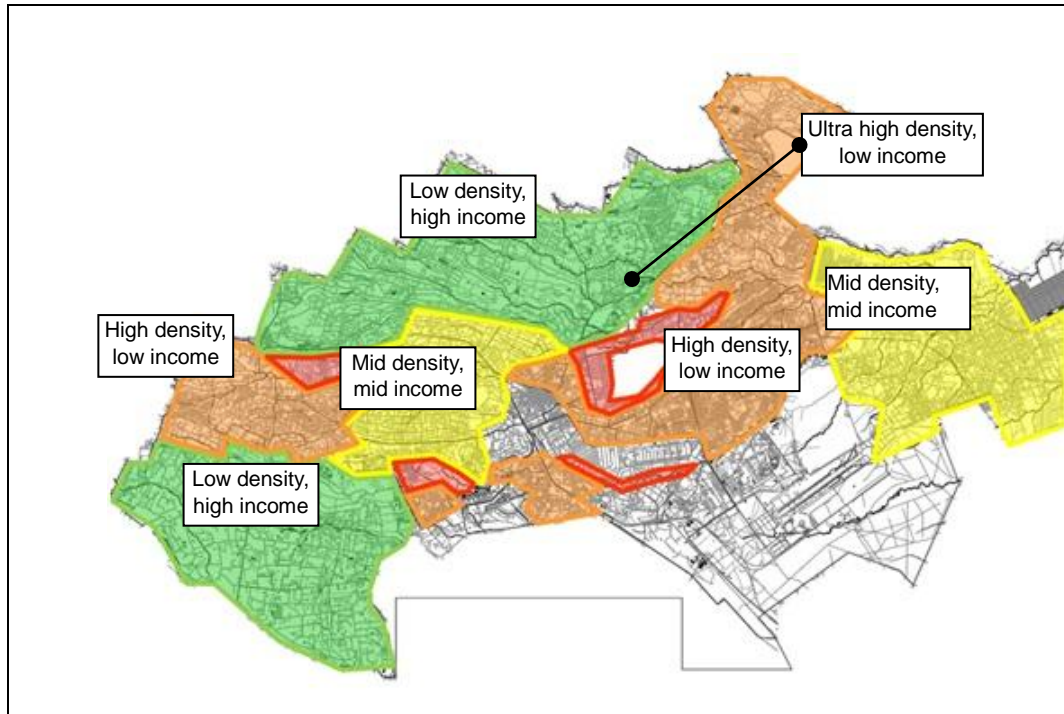 Ultra high density,
low income
Low density,
high income
Mid density,
mid income
High density,
low income
High density,
low income
Mid density,
mid income
Low density,
high income